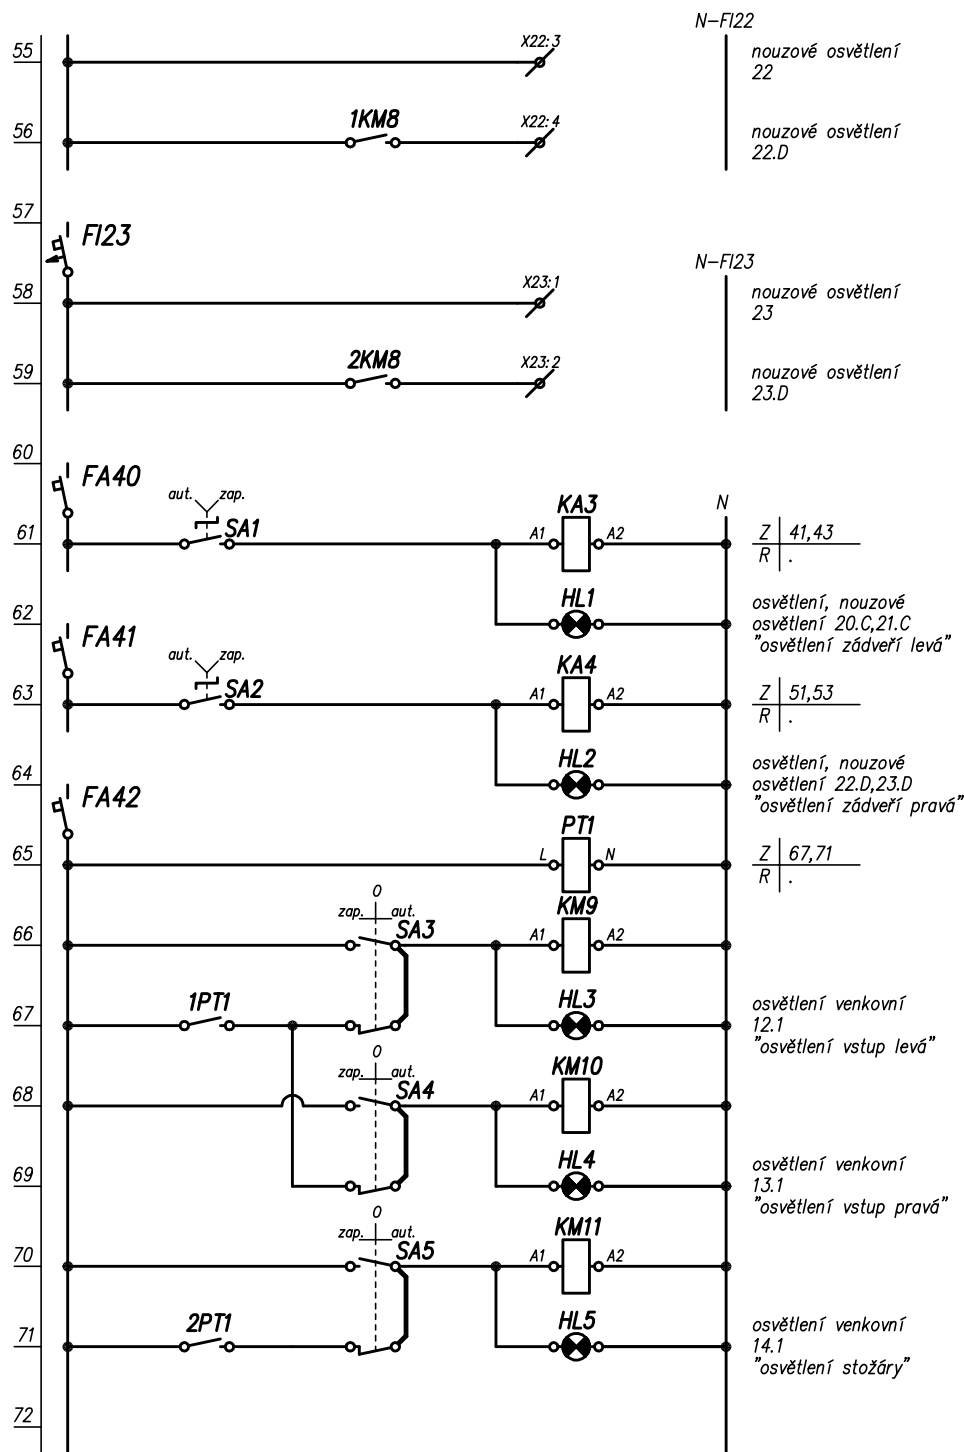 N-FI22
55
X22:3
nouzové osvětlení
22
56
1KM8
X22:4
nouzové osvětlení
22.D
57
FI23
N-FI23
58
X23:1
nouzové osvětlení
23
59
2KM8
X23:2
nouzové osvětlení
23.D
60
FA40
aut. zap.
KA3
N
61
SA1
A1 A2
Z 41,43
R .
62
HL1
osvětlení, nouzové
osvětlení 20.C,21.C
"osvětlení zádveří levá"
FA41
aut. zap.
KA4
63
SA2
A1 A2
Z 51,53
R .
64
HL2
osvětlení, nouzové
osvětlení 22.D,23.D
"osvětlení zádveří pravá"
FA42
PT1
65
L N
Z 67,71
R .
0
zap. aut.
KM9
66
SA3
A1 A2
67
1PT1
HL3
osvětlení venkovní
12.1
"osvětlení vstup levá"
0
zap. aut.
KM10
68
SA4
A1 A2
69
HL4
osvětlení venkovní
13.1
"osvětlení vstup pravá"
0
zap. aut.
KM11
70
SA5
A1 A2
71
2PT1
HL5
osvětlení venkovní
14.1
"osvětlení stožáry"
72